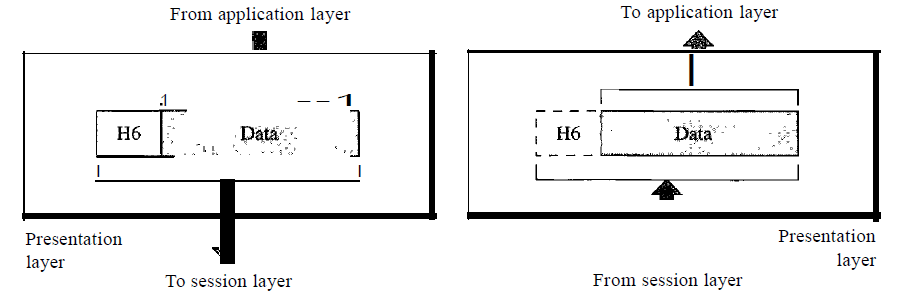 From application layer
To application layer
H6
Data
H6
Data
Presentation
layer
To session layer
From session layer
Presentation
layer